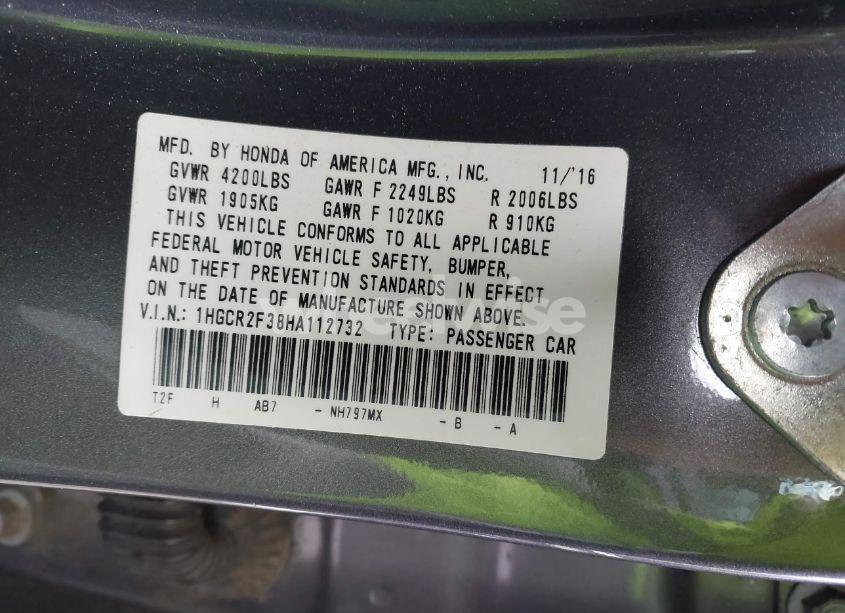 MFD. BY HONDA OF AMERICA MFG., INC. 11/'16
GVWR 4200LBS GAWR F 2249LBS R 2006LBS
GVWR 1905KG GAWR F 1020KG R 910KG
THIS VEHICLE CONFORMS TO ALL APPLICABLE
FEDERAL MOTOR VEHICLE SAFETY, BUMPER,
AND THEFT PREVENTION STANDARDS IN EFFECT
ON THE DATE OF MANUFACTURE SHOWN ABOVE.
V.I.N.: 1HGCR2F38HA112732 TYPE: PASSENGER CAR
T2F H AB7 - NH797MX - B - A